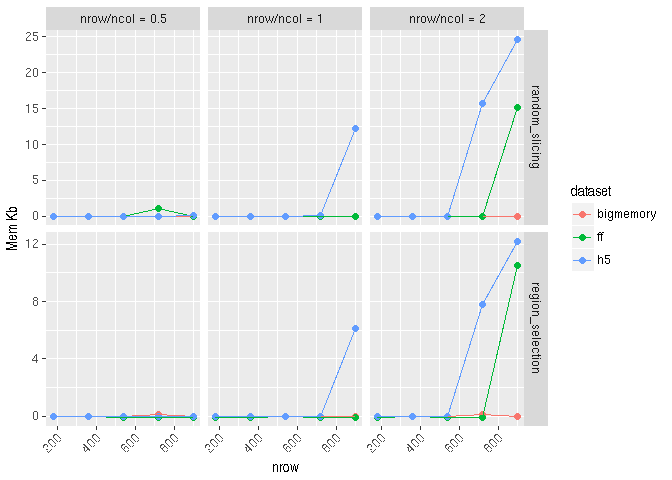 nrow/ncol = 0.5
nrow/ncol = 1
nrow/ncol = 2
25
20
15
10
5
0
random_slicing
Mem Kb
12
8
4
0
region_selection
200
400
600
800
200
400
600
800
200
400
600
800
nrow
dataset
bigmemory
ff
h5